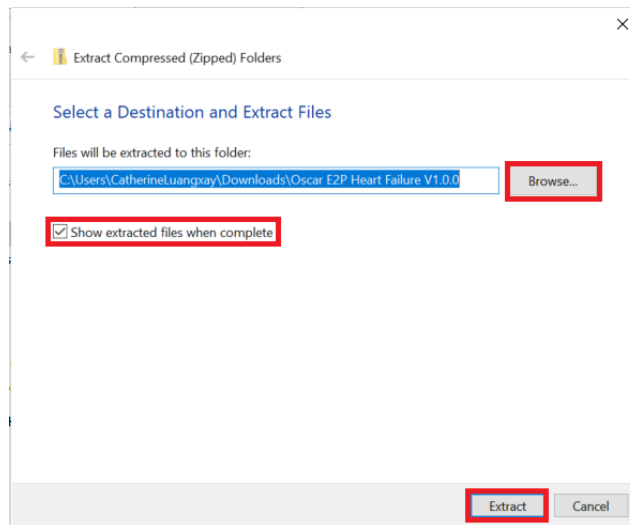 Extract Compressed (Zipped) Folders
Select a Destination and Extract Files
Files will be extracted to this folder:
C:\Users\CatherineLuangxay\Downloads\Oscar E2P Heart Failure V1.0.0
Browse...
Show extracted files when complete
Extract
Cancel